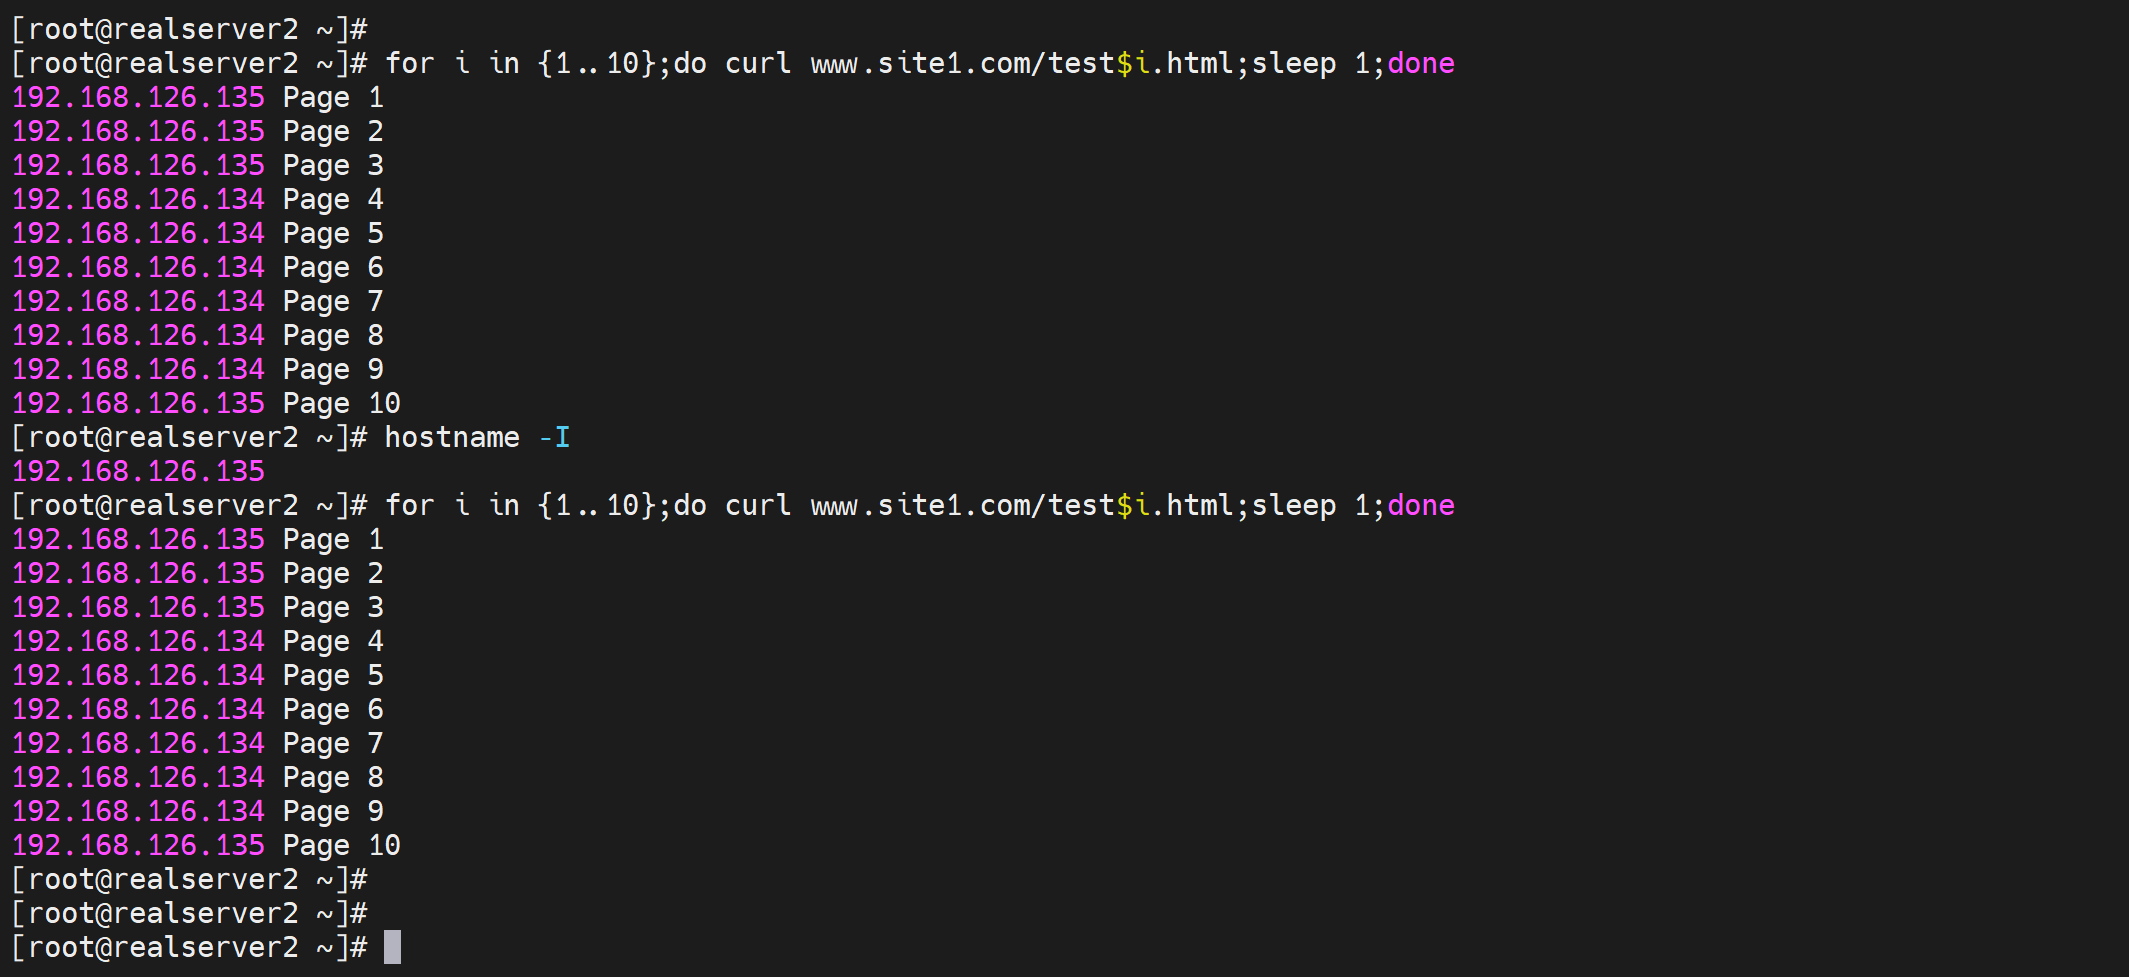 [root@realserver2 ~]#
[root@realserver2 ~]# for i in {1..10};do curl www.site1.com/test$i.html;sleep 1;done
192.168.126.135 Page 1
192.168.126.135 Page 2
192.168.126.135 Page 3
192.168.126.134 Page 4
192.168.126.134 Page 5
192.168.126.134 Page 6
192.168.126.134 Page 7
192.168.126.134 Page 8
192.168.126.134 Page 9
192.168.126.135 Page 10
[root@realserver2 ~]# hostname -I
192.168.126.135
[root@realserver2 ~]# for i in {1..10};do curl www.site1.com/test$i.html;sleep 1;done
192.168.126.135 Page 1
192.168.126.135 Page 2
192.168.126.135 Page 3
192.168.126.134 Page 4
192.168.126.134 Page 5
192.168.126.134 Page 6
192.168.126.134 Page 7
192.168.126.134 Page 8
192.168.126.134 Page 9
192.168.126.135 Page 10
[root@realserver2 ~]#
[root@realserver2 ~]#
[root@realserver2 ~]#